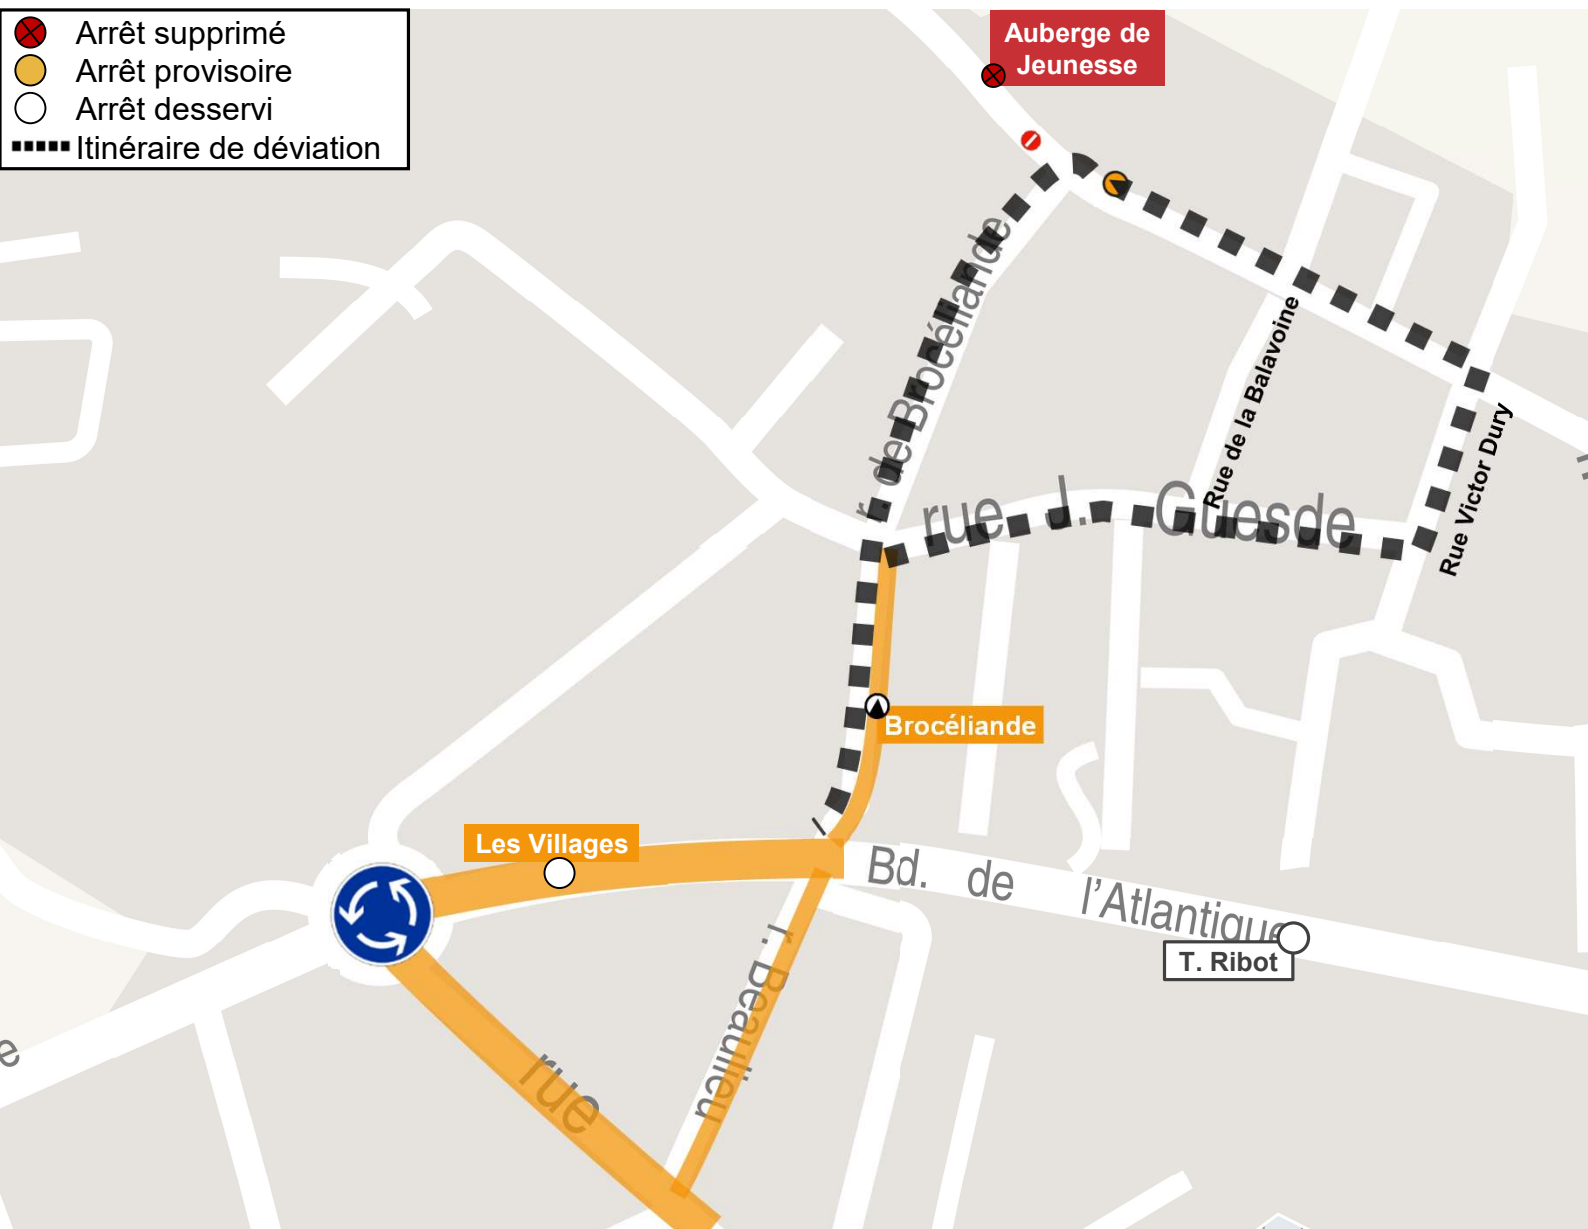 Arrêt supprimé
Arrêt provisoire
Arrêt desservi
Itinéraire de déviation
Auberge de
Jeunesse
r. de Brocéliande
Rue de la Balavoine
Rue Victor Dury
rue J. Guesde
Brocéliande
Les Villages
Bd. de l'Atlantique
T. Ribot
r. Beaulieu
rue
e